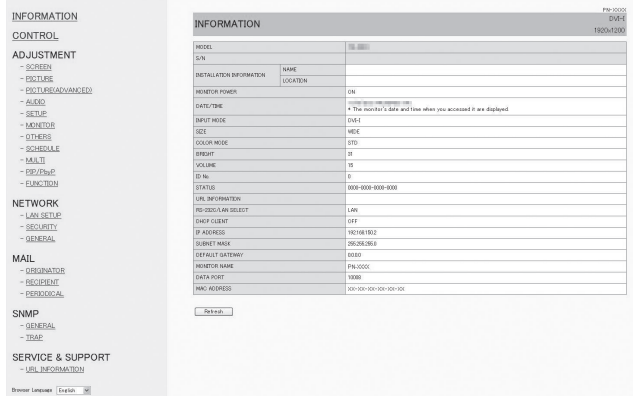 INFORMATION
CONTROL
ADJUSTMENT
- SCREEN
- PICTURE
- PICTURE(ADVANCED)
- AUDIO
- SETUP
- MONITOR
- OTHERS
- SCHEDULE
- MULTI
- PIP/PbyP
- FUNCTION
NETWORK
- LAN SETUP
- SECURITY
- GENERAL
MAIL
- ORIGINATOR
- RECIPIENT
- PERIODICAL
SNMP
- GENERAL
- TRAP
SERVICE & SUPPORT
- URL INFORMATION
Browser Language English
PN-XXXX
INFORMATION DVI-I
1920x1200
MODEL
S/N
INSTALLATION INFORMATION NAME
LOCATION
MONITOR POWER ON
DATE/TIME
* The monitor's date and time when you accessed it are displayed.
INPUT MODE DVI-I
SIZE WIDE
COLOR MODE STD
BRIGHT 31
VOLUME 15
ID No. 0
STATUS 0000-0000-0000-0000
URL INFORMATION
RS-232C/LAN SELECT LAN
DHCP CLIENT OFF
IP ADDRESS 192.168.150.2
SUBNET MASK 255.255.255.0
DEFAULT GATEWAY 0.0.0.0
MONITOR NAME PN-XXXX
DATA PORT 10008
MAC ADDRESS XX-XX-XX-XX-XX-XX
Refresh